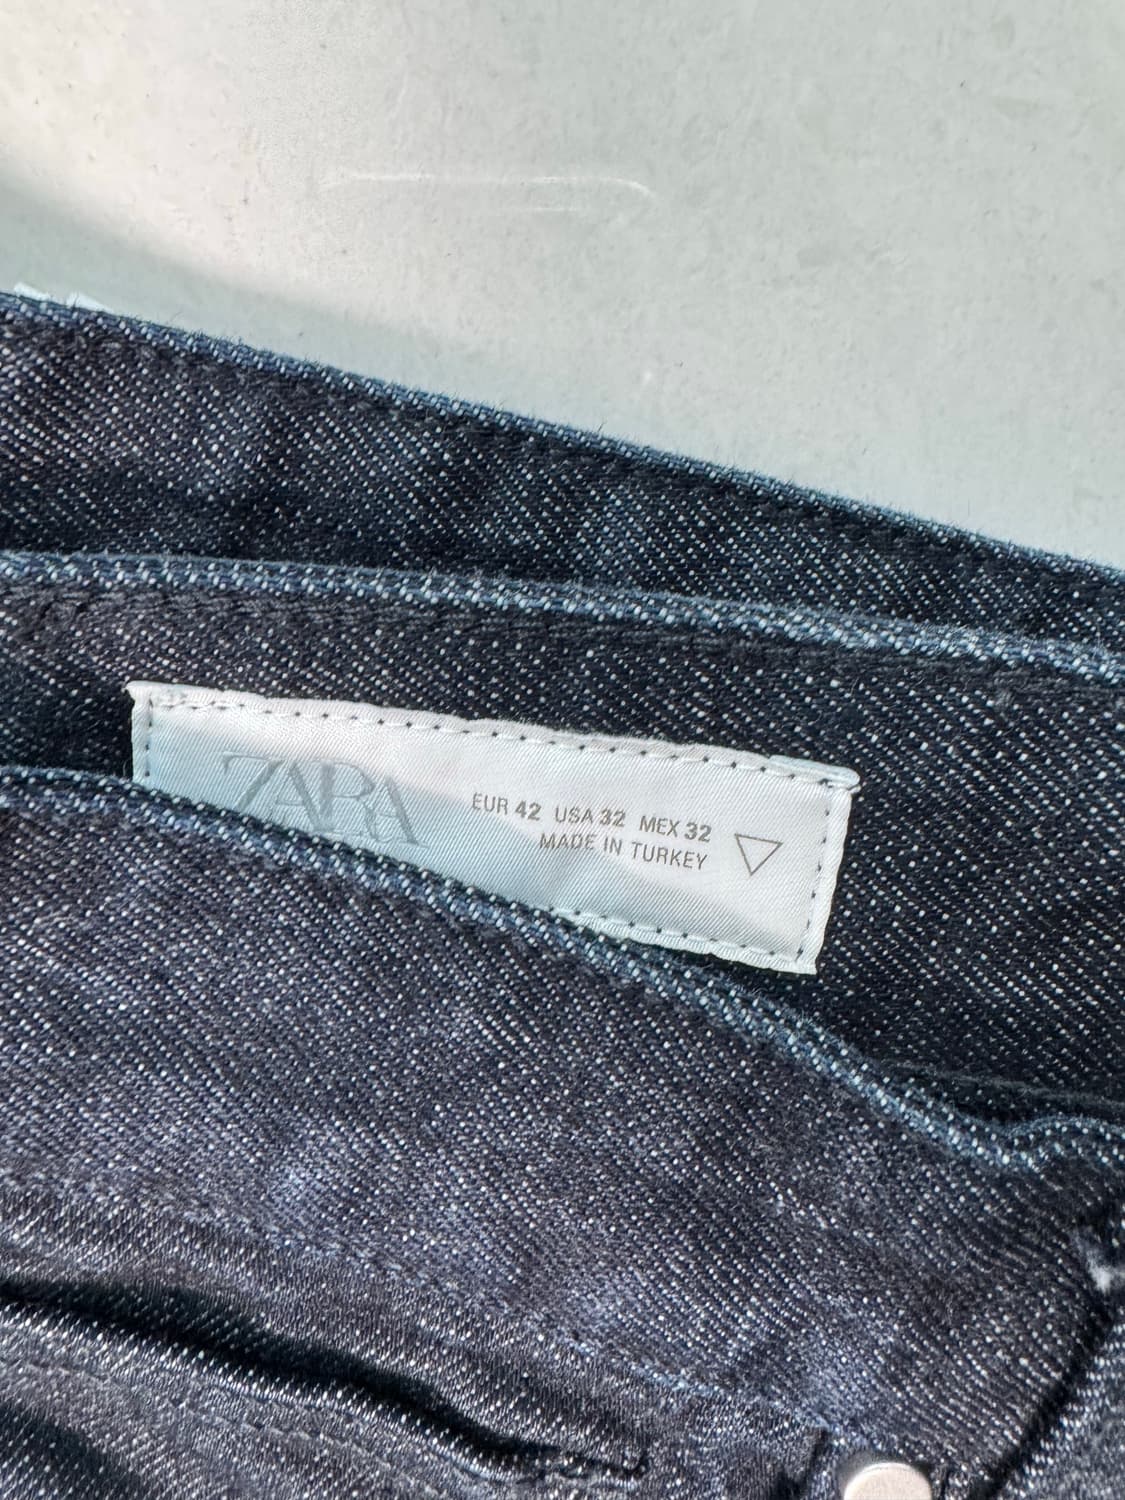 ZARA
EUR 42 USA 32 MEX 32
MADE IN TURKEY